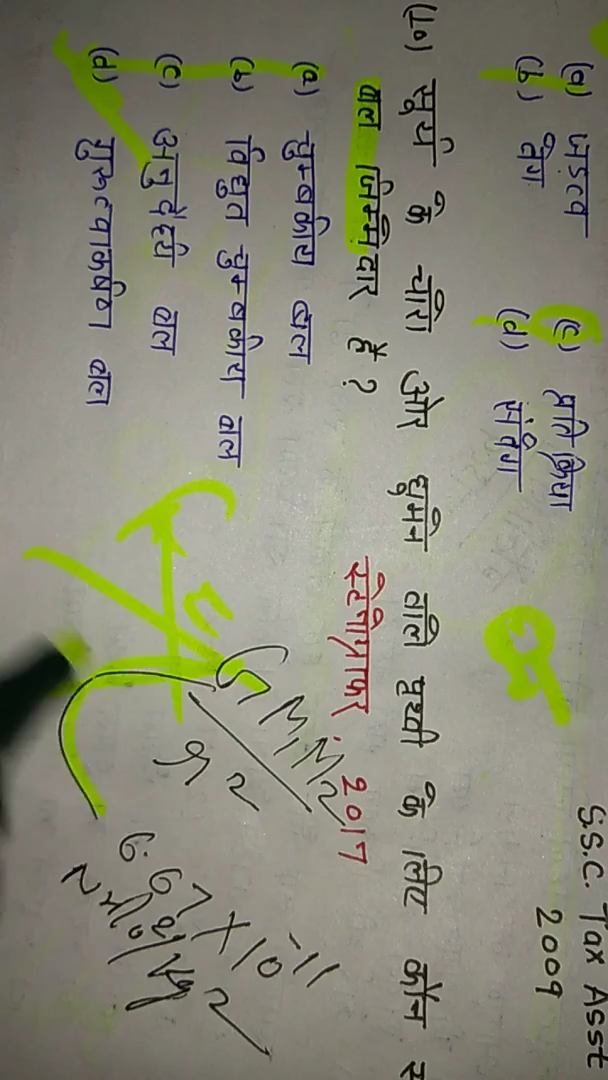 S.S.C. Tax Asst
2009
(a) जड़त्व (c) प्रति क्रिया
(b) वेग (d) संवेग
(10) सूर्य के चारो ओर घुमने वाले पृथ्वी के लिए कौन स
बल जिम्मेवार है ? स्टेनोग्राफर . 2017
(a) चुम्बकीय बल
(b) विधुत चुम्बकीय बल
(c) अनुदैर्ध्य बल
(d) गुरुत्वाकर्षण बल
G M₁M₂
r²
6.67 X 10⁻¹¹